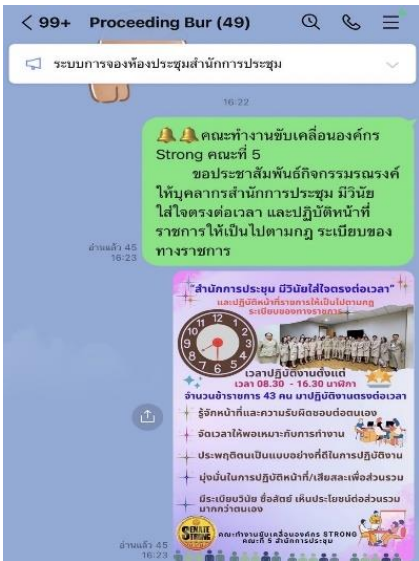 99+ Proceeding Bur (49)
ระบบการจองห้องประชุมสำนักการประชุม
16:22
คณะทำงานขับเคลื่อนองค์กร
Strong คณะที่ 5
ขอประชาสัมพันธ์กิจกรรมรณรงค์
ให้บุคลากรสำนักการประชุม มีวินัย
ใส่ใจตรงต่อเวลา และปฏิบัติหน้าที่
ราชการให้เป็นไปตามกฎ ระเบียบของ
ทางราชการ
อ่านแล้ว 45
16:23
"สำนักการประชุม มีวินัยใส่ใจตรงต่อเวลา"
และปฏิบัติหน้าที่ราชการให้เป็นไปตามกฎ
ระเบียบของทางราชการ
12 1 2 3 4 5 6 7 8 9 10 11
เวลาปฏิบัติงานตั้งแต่
เวลา 08.30 - 16.30 นาฬิกา
จำนวนข้าราชการ 43 คน มาปฏิบัติงานตรงต่อเวลา
รู้จักหน้าที่และความรับผิดชอบต่อตนเอง
จัดเวลาให้พอเหมาะกับการทำงาน
ประพฤติตนเป็นแบบอย่างที่ดีในการปฏิบัติงาน
มุ่งมั่นในการปฏิบัติหน้าที่/เสียสละเพื่อส่วนรวม
มีระเบียบวินัย ซื่อสัตย์ เห็นประโยชน์ต่อส่วนรวม
มากกว่าตนเอง
SENATE
STRONG
คณะทำงานขับเคลื่อนองค์กร STRONG
คณะที่ 5 สำนักการประชุม
อ่านแล้ว 45
16:23